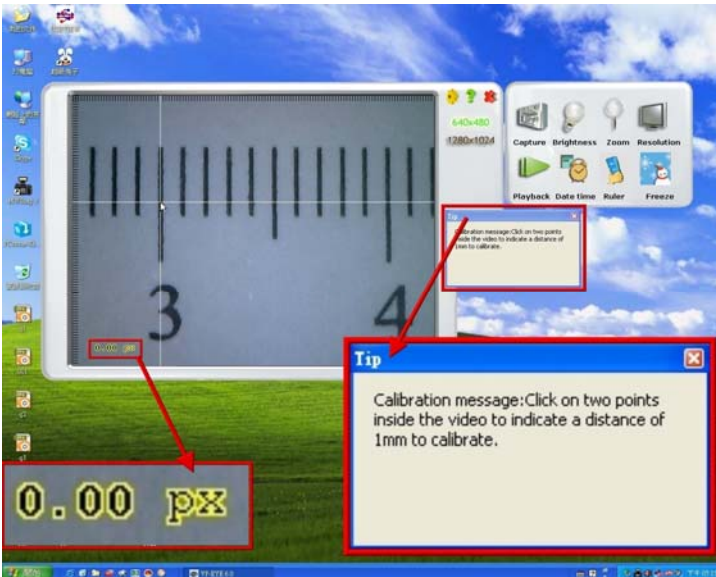 640x480
1280x1024
Capture Brightness Zoom Resolution
Playback Date time Ruler Freeze
Tip
Calibration message:Click on two points
inside the video to indicate a distance of
1mm to calibrate.
3 4
0.00 px
Tip
Calibration message:Click on two points
inside the video to indicate a distance of
1mm to calibrate.
0.00 px